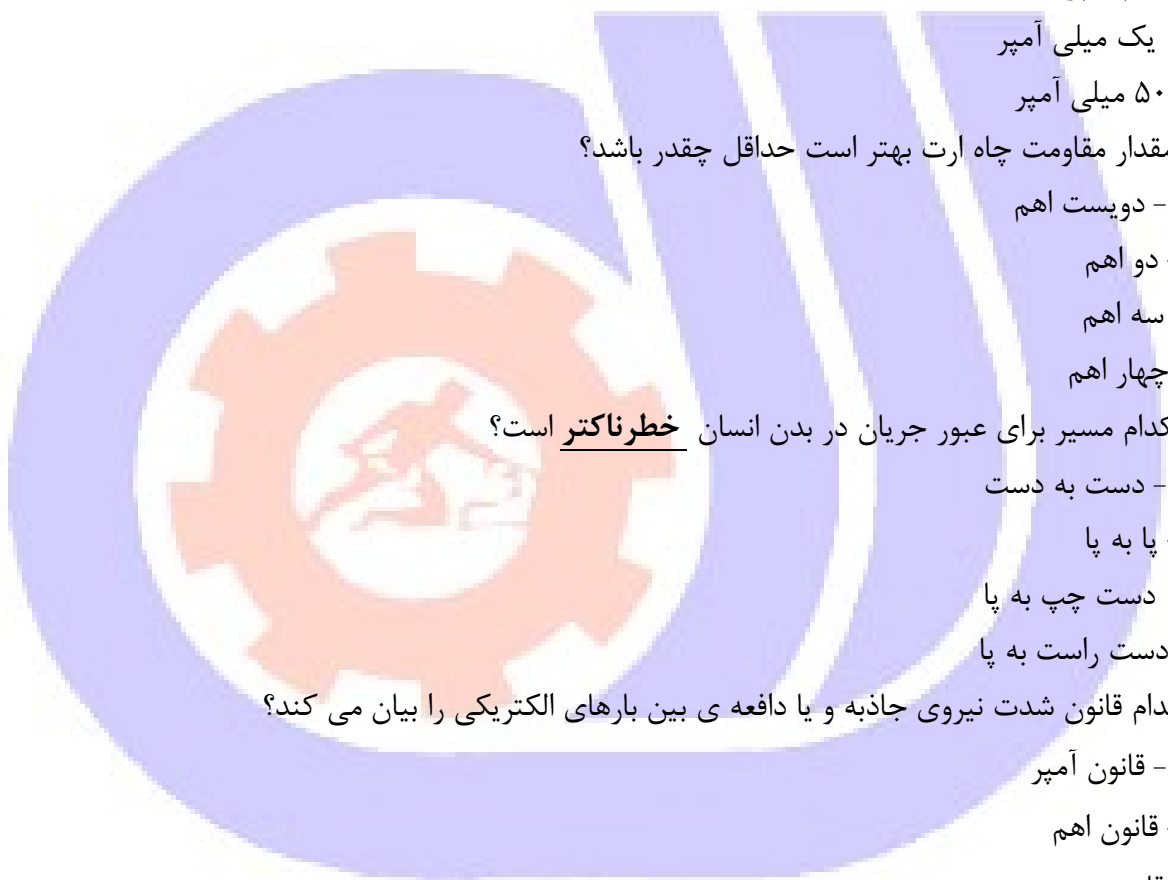 یک میلی آمپر
۵۰ میلی آمپر
مقدار مقاومت چاه ارت بهتر است حداقل چقدر باشد؟
- دویست اهم
- دو اهم
سه اهم
چهار اهم
کدام مسیر برای عبور جریان در بدن انسان خطرناکتر است؟
- دست به دست
- پا به پا
دست چپ به پا
دست راست به پا
دام قانون شدت نیروی جاذبه و یا دافعه ی بین بارهای الکتریکی را بیان می کند؟
- قانون آمپر
- قانون اهم